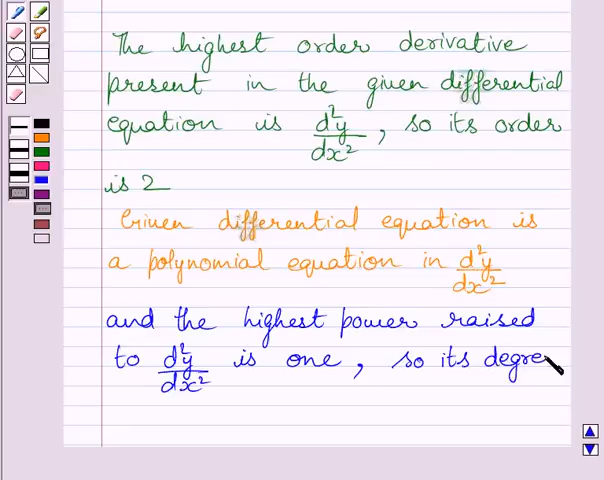 The highest order derivative
present in the given differential
equation is d²y/dx², so its order
is 2
Given differential equation is
a polynomial equation in d²y/dx²
and the highest power raised
to d²y/dx² is one, so its degre